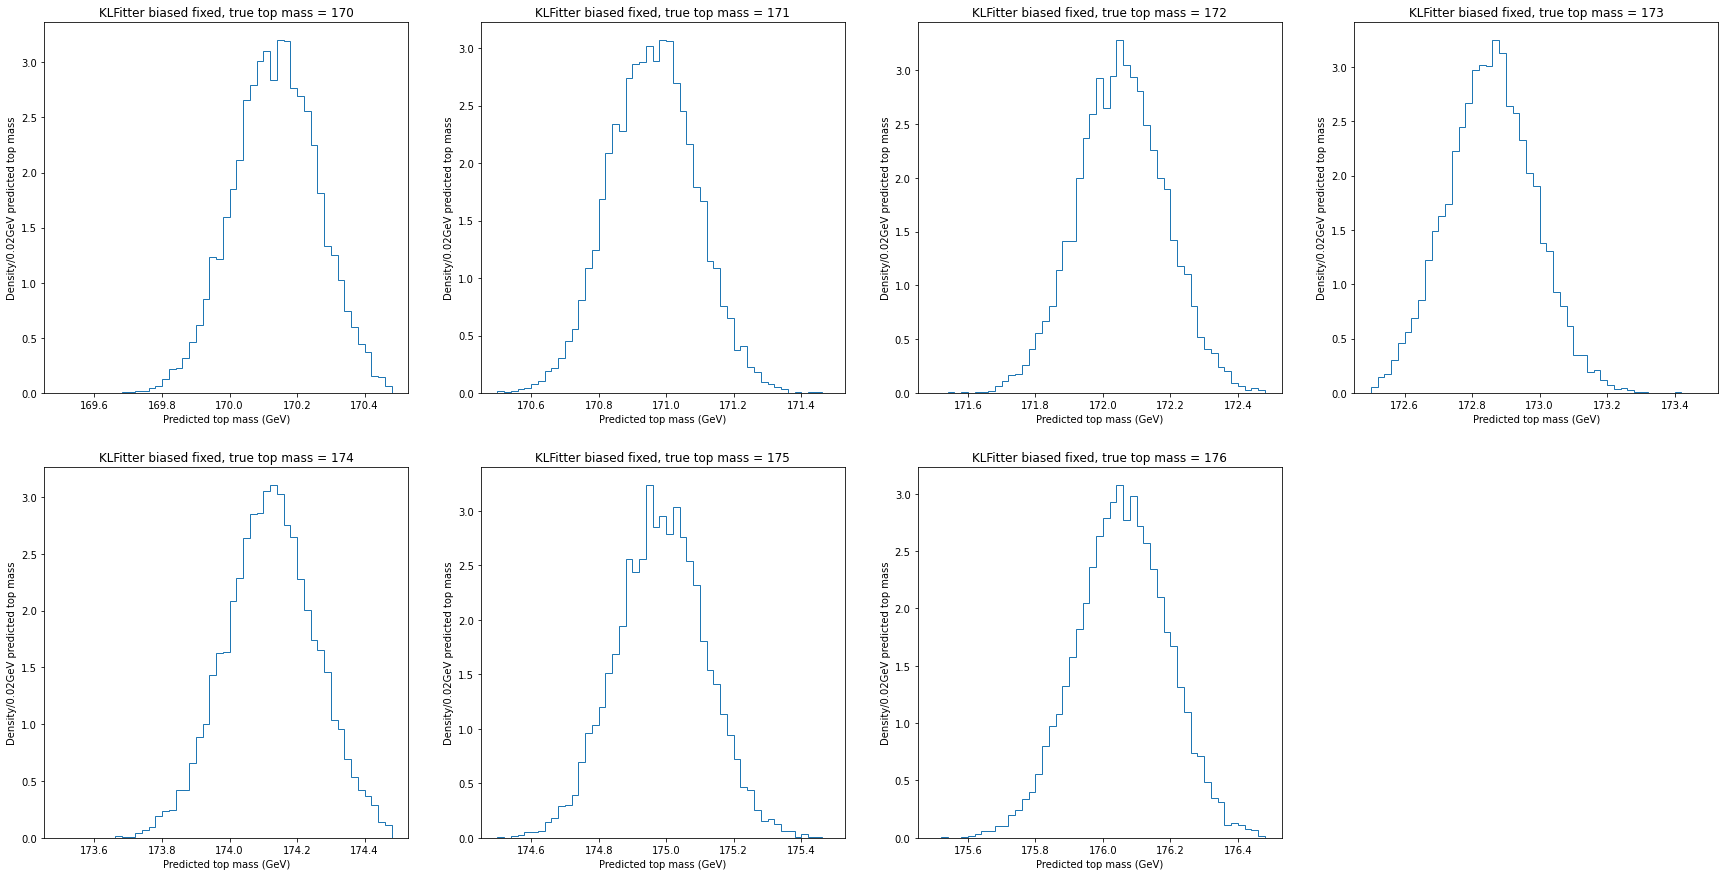 KLFitter biased fixed, true top mass = 170
Density/0.02GeV predicted top mass
3.0
2.5
2.0
1.5
1.0
0.5
0.0
169.6 169.8 170.0 170.2 170.4
Predicted top mass (GeV)
KLFitter biased fixed, true top mass = 171
Density/0.02GeV predicted top mass
3.0
2.5
2.0
1.5
1.0
0.5
0.0
170.6 170.8 171.0 171.2 171.4
Predicted top mass (GeV)
KLFitter biased fixed, true top mass = 172
Density/0.02GeV predicted top mass
3.0
2.5
2.0
1.5
1.0
0.5
0.0
171.6 171.8 172.0 172.2 172.4
Predicted top mass (GeV)
KLFitter biased fixed, true top mass = 173
Density/0.02GeV predicted top mass
3.0
2.5
2.0
1.5
1.0
0.5
0.0
172.6 172.8 173.0 173.2 173.4
Predicted top mass (GeV)
KLFitter biased fixed, true top mass = 174
Density/0.02GeV predicted top mass
3.0
2.5
2.0
1.5
1.0
0.5
0.0
173.6 173.8 174.0 174.2 174.4
Predicted top mass (GeV)
KLFitter biased fixed, true top mass = 175
Density/0.02GeV predicted top mass
3.0
2.5
2.0
1.5
1.0
0.5
0.0
174.6 174.8 175.0 175.2 175.4
Predicted top mass (GeV)
KLFitter biased fixed, true top mass = 176
Density/0.02GeV predicted top mass
3.0
2.5
2.0
1.5
1.0
0.5
0.0
175.6 175.8 176.0 176.2 176.4
Predicted top mass (GeV)